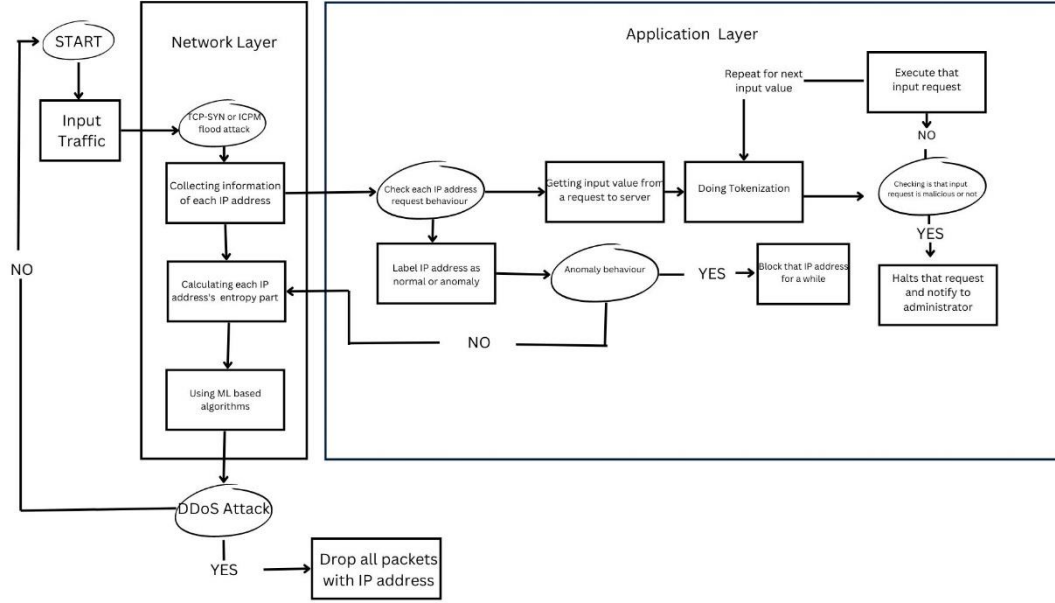 START
Network Layer
Application Layer
Input
Traffic
TCP-SYN or ICPM
flood attack
Repeat for next
input value
Execute that
input request
NO
Collecting information
of each IP address
Check each IP address
request behaviour
Getting input value from
a request to server
Doing Tokenization
Checking is that input
request is malicious or not
YES
NO
Calculating each IP
address's entropy part
Label IP address as
normal or anomaly
Anomaly behaviour
YES
Block that IP address
for a while
Halts that request
and notify to
administrator
NO
Using ML based
algorithms
DDoS Attack
YES
Drop all packets
with IP address